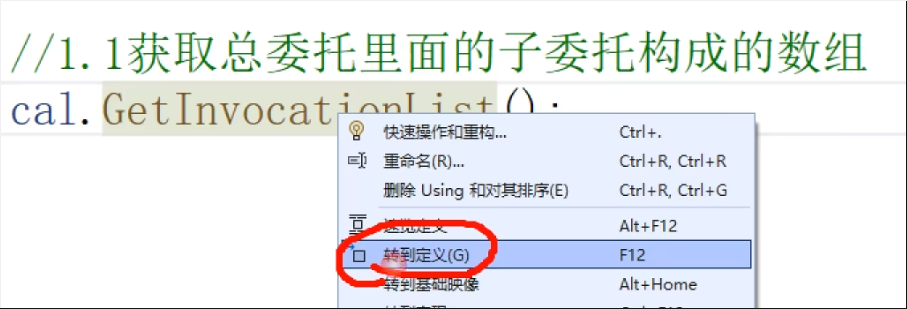 //1.1获取总委托里面的子委托构成的数组
cal.GetInvocationList();
快速操作和重构... Ctrl+.
重命名(R)... Ctrl+R, Ctrl+R
删除 Using 和对其排序(E) Ctrl+R, Ctrl+G
速览定义 Alt+F12
转到定义(G) F12
转到基础映像 Alt+Home